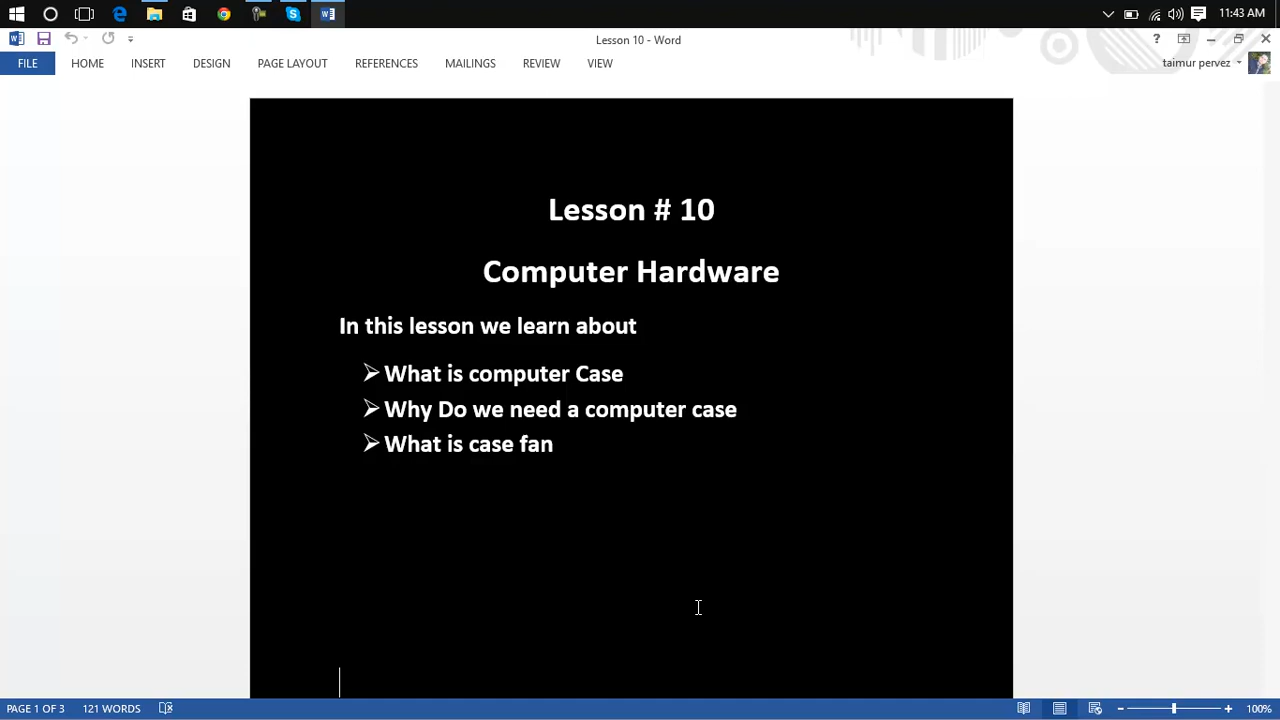 11:43 AM
Lesson 10 - Word
?
FILE HOME INSERT DESIGN PAGE LAYOUT REFERENCES MAILINGS REVIEW VIEW taimur pervez
Lesson # 10
Computer Hardware
In this lesson we learn about
➢ What is computer Case
➢ Why Do we need a computer case
➢ What is case fan
PAGE 1 OF 3 121 WORDS 100%